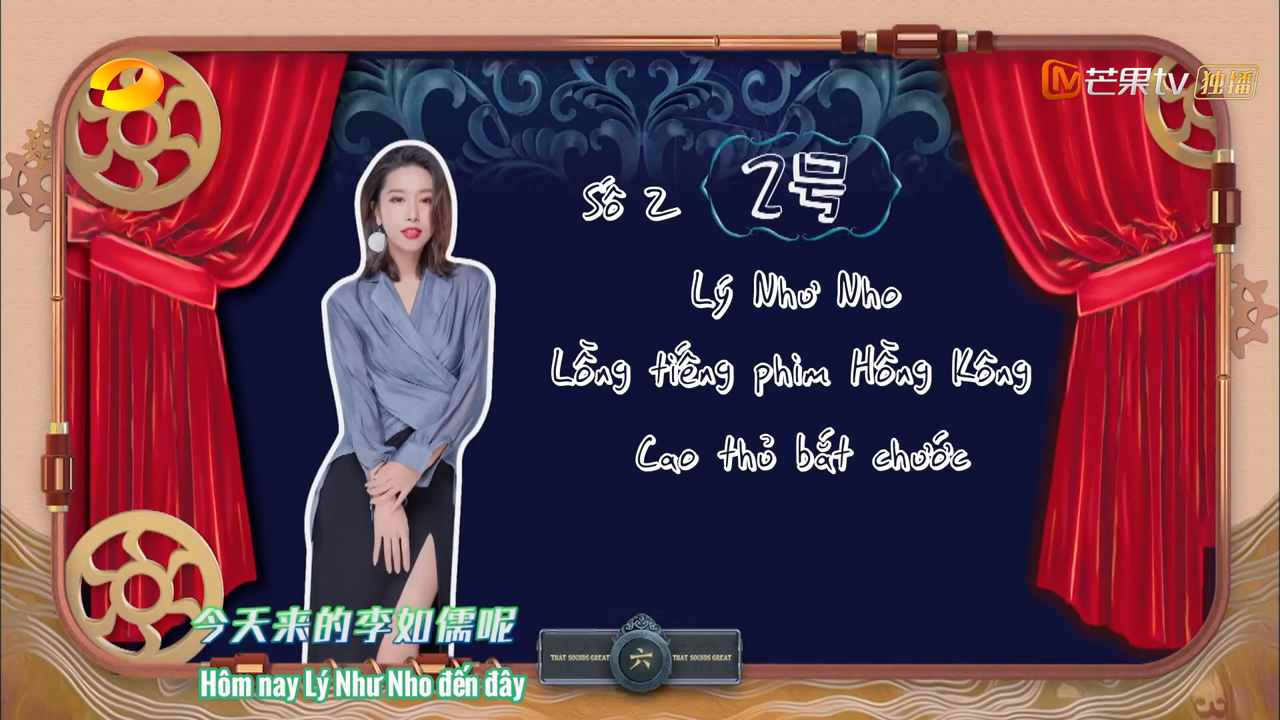 芒果tv 独播
Số 2 2号
Lý Như Nho
Lồng tiếng phim Hồng Kông
Cao thủ bắt chước
今天来的李如儒呢
Hôm nay Lý Như Nho đến đây
THAT SOUNDS GREAT 六 THAT SOUNDS GREAT